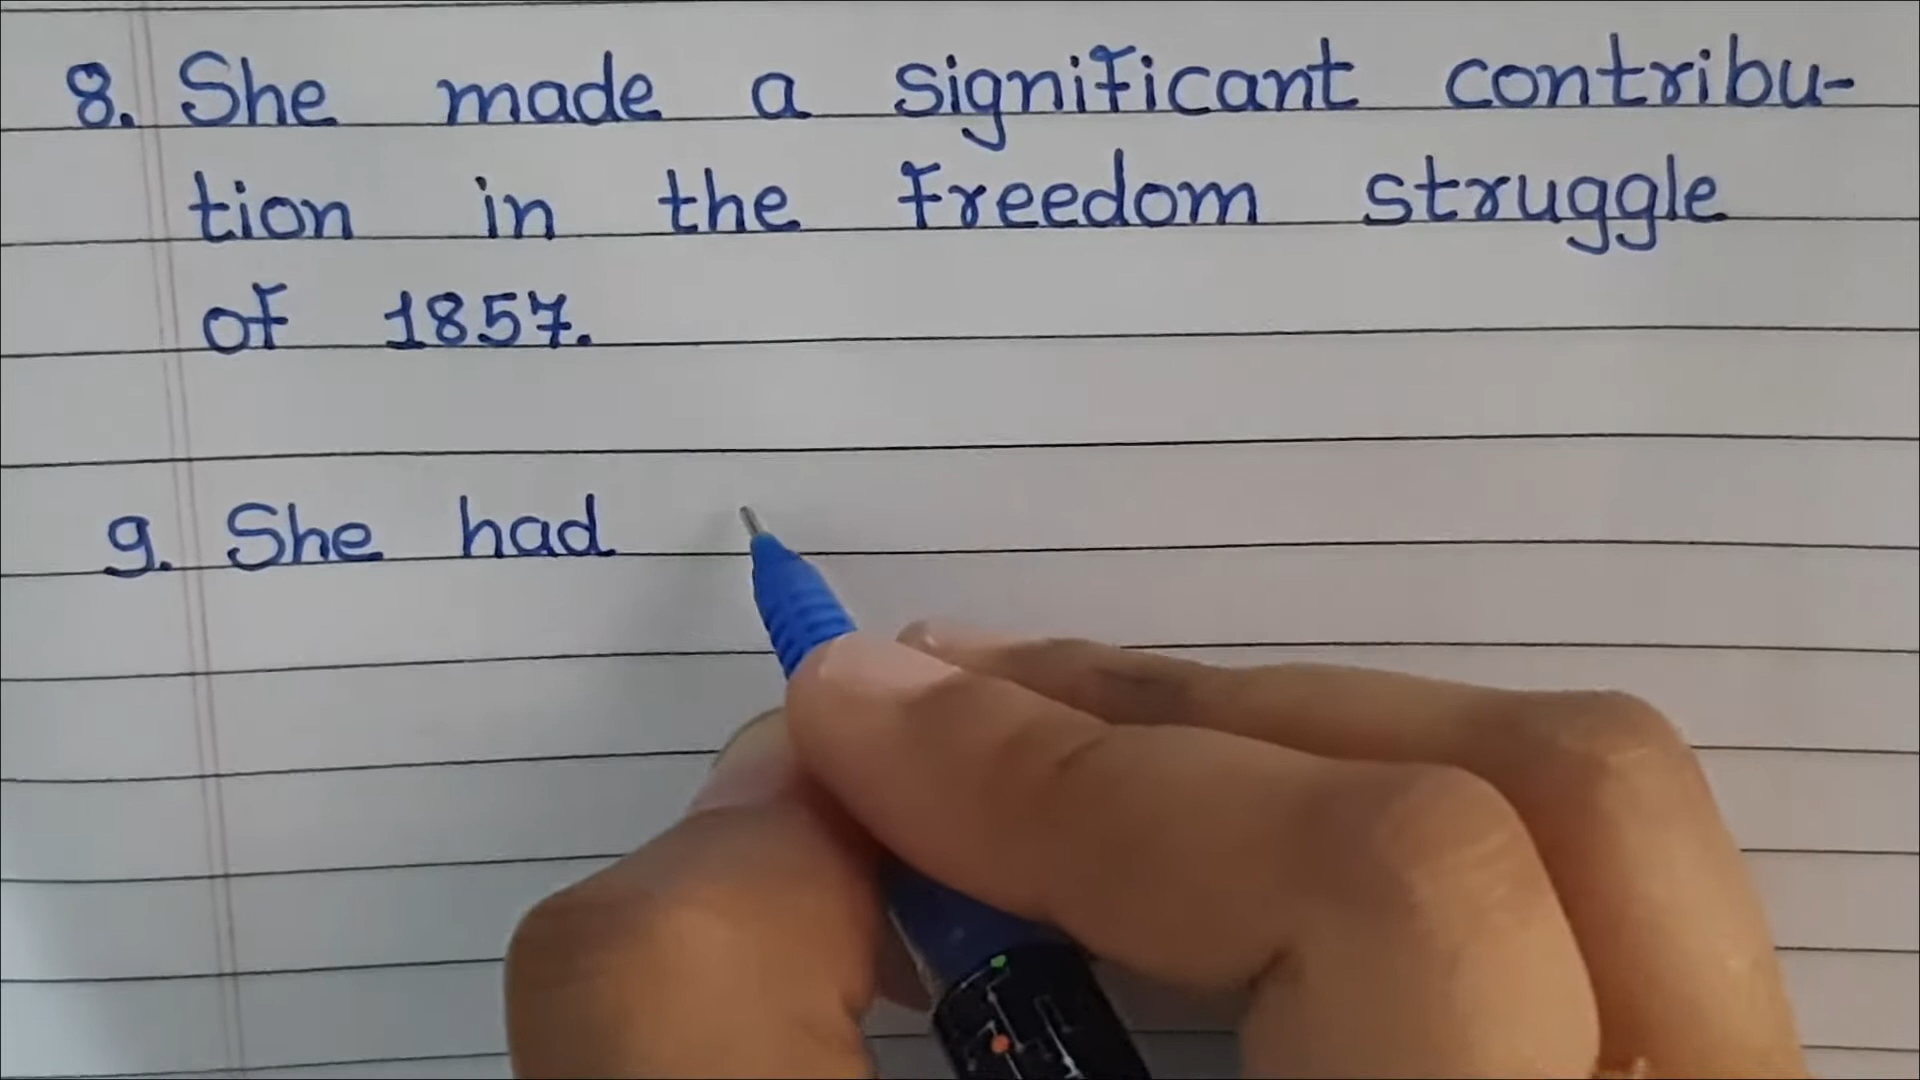 8. She made a significant contribu-
tion in the freedom struggle
of 1857.
9. She had